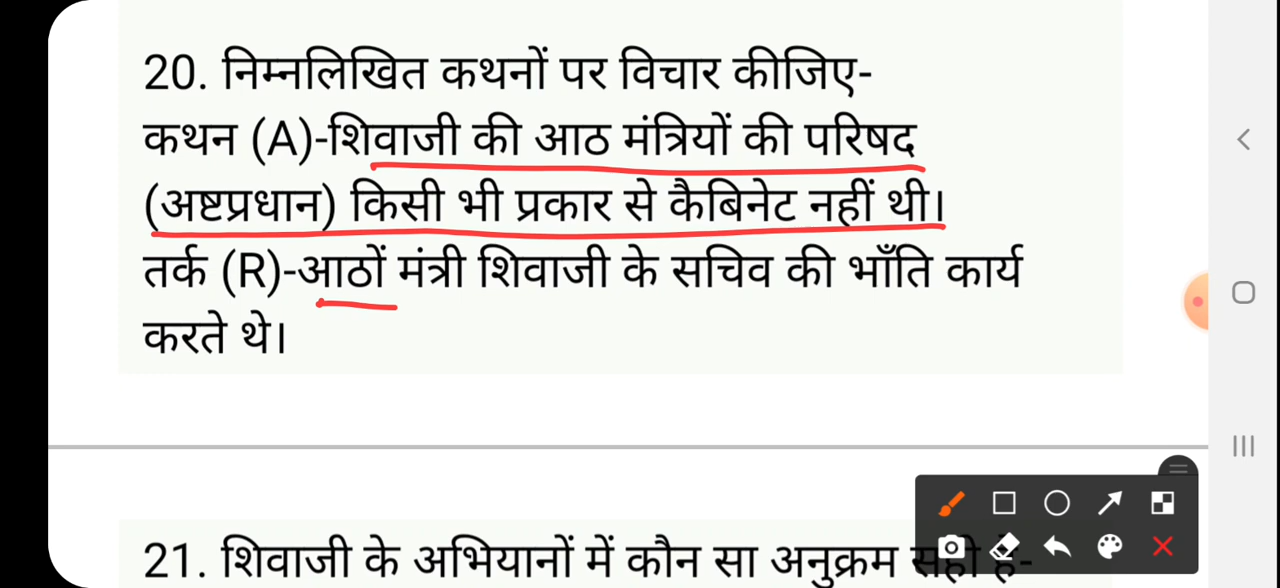 20. निम्नलिखित कथनों पर विचार कीजिए-
कथन (A)-शिवाजी की आठ मंत्रियों की परिषद
(अष्टप्रधान) किसी भी प्रकार से कैबिनेट नहीं थी।
तर्क (R)-आठों मंत्री शिवाजी के सचिव की भाँति कार्य
करते थे।
21. शिवाजी के अभियानों में कौन सा अनुक्रम सही है-